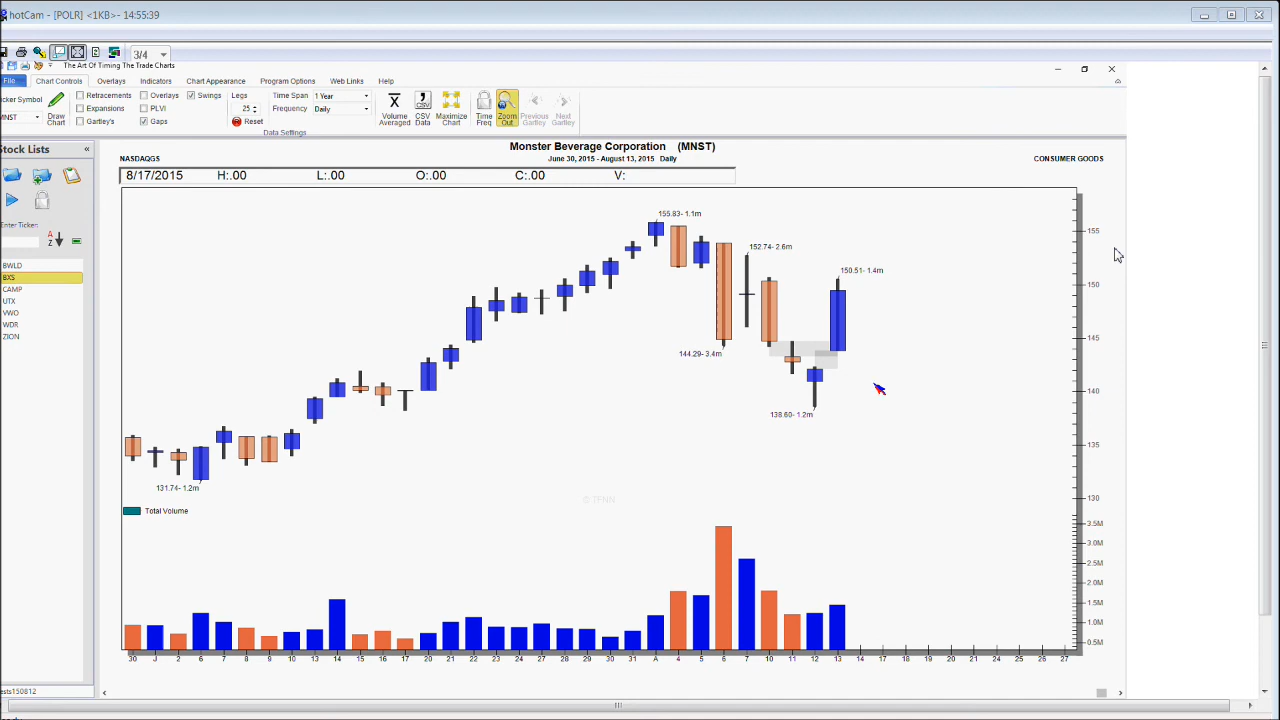 hotCam - [POLR] <1KB>- 14:55:39
3/4
The Art Of Timing The Trade Charts
File Chart Controls Overlays Indicators Chart Appearance Program Options Web Links Help
icker Symbol
MNST
Draw Chart
Retracements Overlays Swings
Expansions PLVI
Gartley's Gaps
Legs
25
Reset
Time Span 1 Year
Frequency Daily
Data Settings
Volume Averaged
CSV Data
Maximize Chart
Time Freq
Zoom Out
Previous Gartley
Next Gartley
Stock Lists «
Enter Ticker:
BWLD
BXS
CAMP
UTX
VWO
WDR
ZION
ests150812
Monster Beverage Corporation (MNST)
NASDAQGS June 30, 2015 - August 13, 2015 Daily CONSUMER GOODS
8/17/2015 H:.00 L:.00 O:.00 C:.00 V:
155.83- 1.1m
152.74- 2.6m
150.51- 1.4m
144.29- 3.4m
138.60- 1.2m
131.74- 1.2m
155
150
145
140
135
130
© TFNN
Total Volume
3.5M
3.0M
2.5M
2.0M
1.5M
1.0M
0.5M
30 1 2 6 7 8 9 10 13 14 15 16 17 20 21 22 23 24 27 28 29 30 31 3 4 5 6 7 10 11 12 13 14 17 18 19 20 21 24 25 26 27